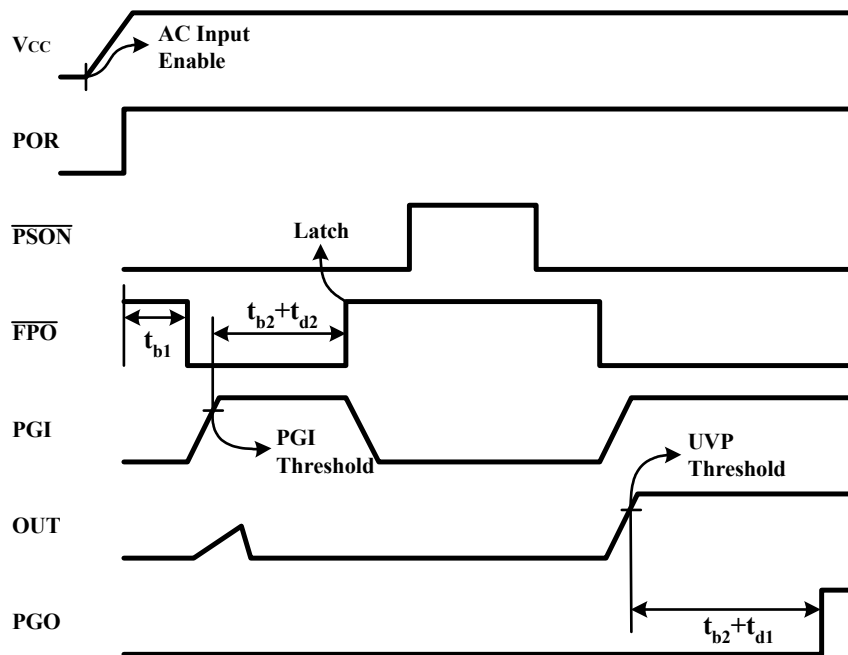 VCC
AC Input
Enable
POR
PSON
Latch
FPO
tb1
tb2+td2
PGI
PGI
Threshold
UVP
Threshold
OUT
PGO
tb2+td1